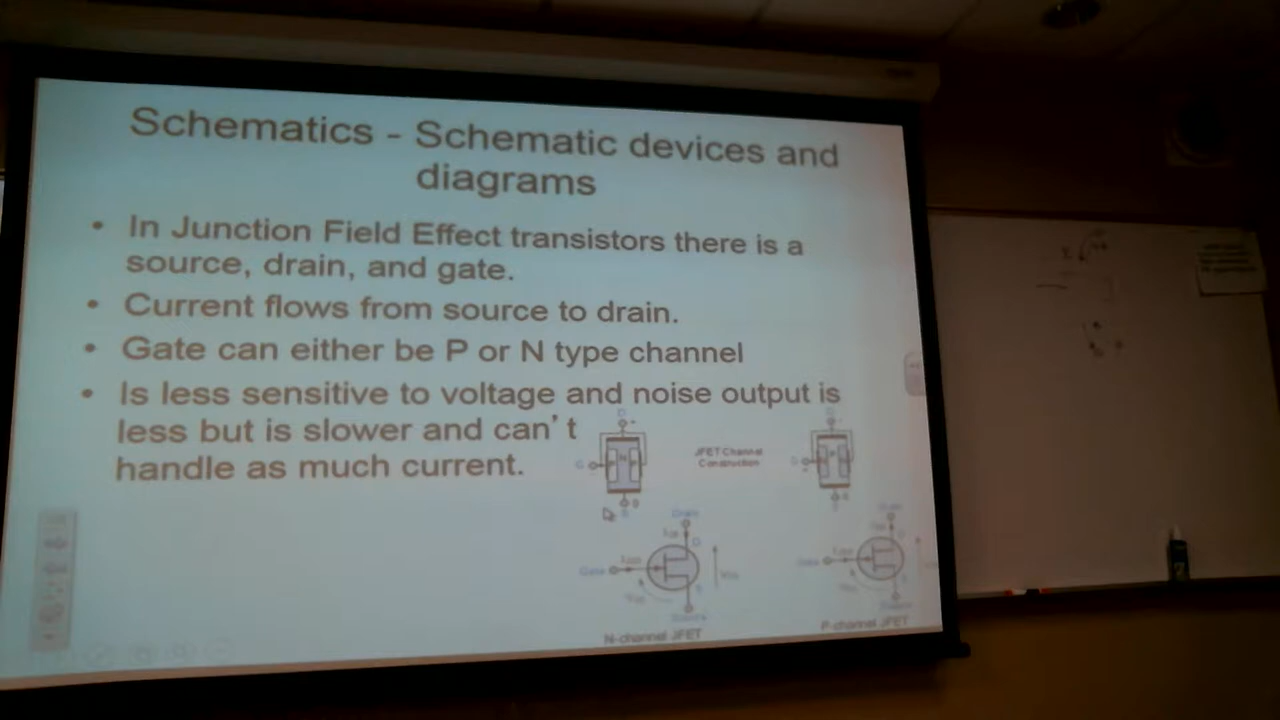 Schematics - Schematic devices and
diagrams
• In Junction Field Effect transistors there is a
source, drain, and gate.
• Current flows from source to drain.
• Gate can either be P or N type channel
• Is less sensitive to voltage and noise output is
less but is slower and can't
handle as much current.
JFET Channel
Construction
Drain
Gate
N-channel JFET
P-channel JFET